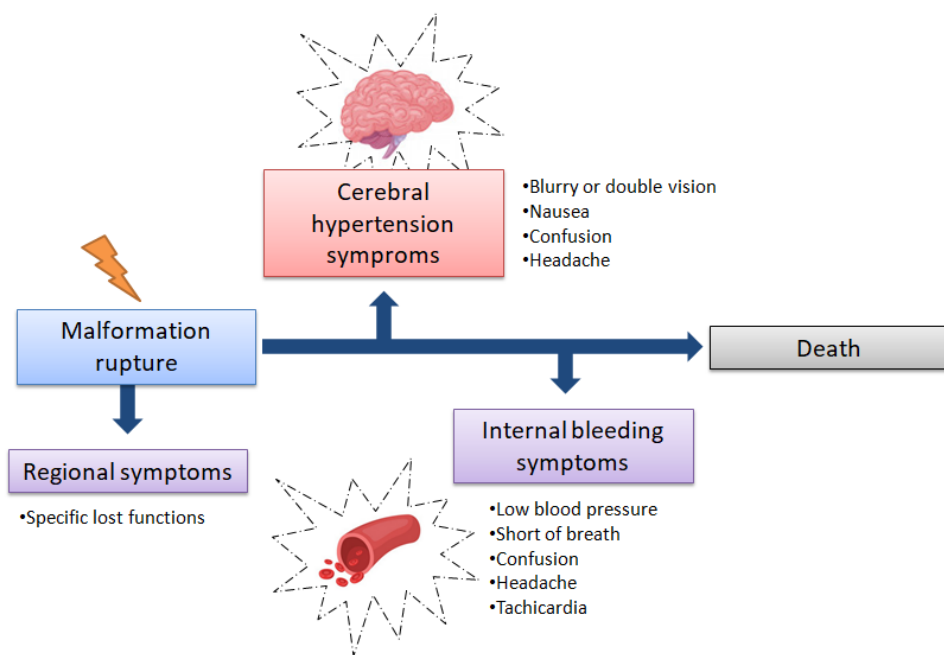 Cerebral
hypertension
symproms
•Blurry or double vision
•Nausea
•Confusion
•Headache
Malformation
rupture
Death
Regional symptoms
•Specific lost functions
Internal bleeding
symptoms
•Low blood pressure
•Short of breath
•Confusion
•Headache
•Tachicardia